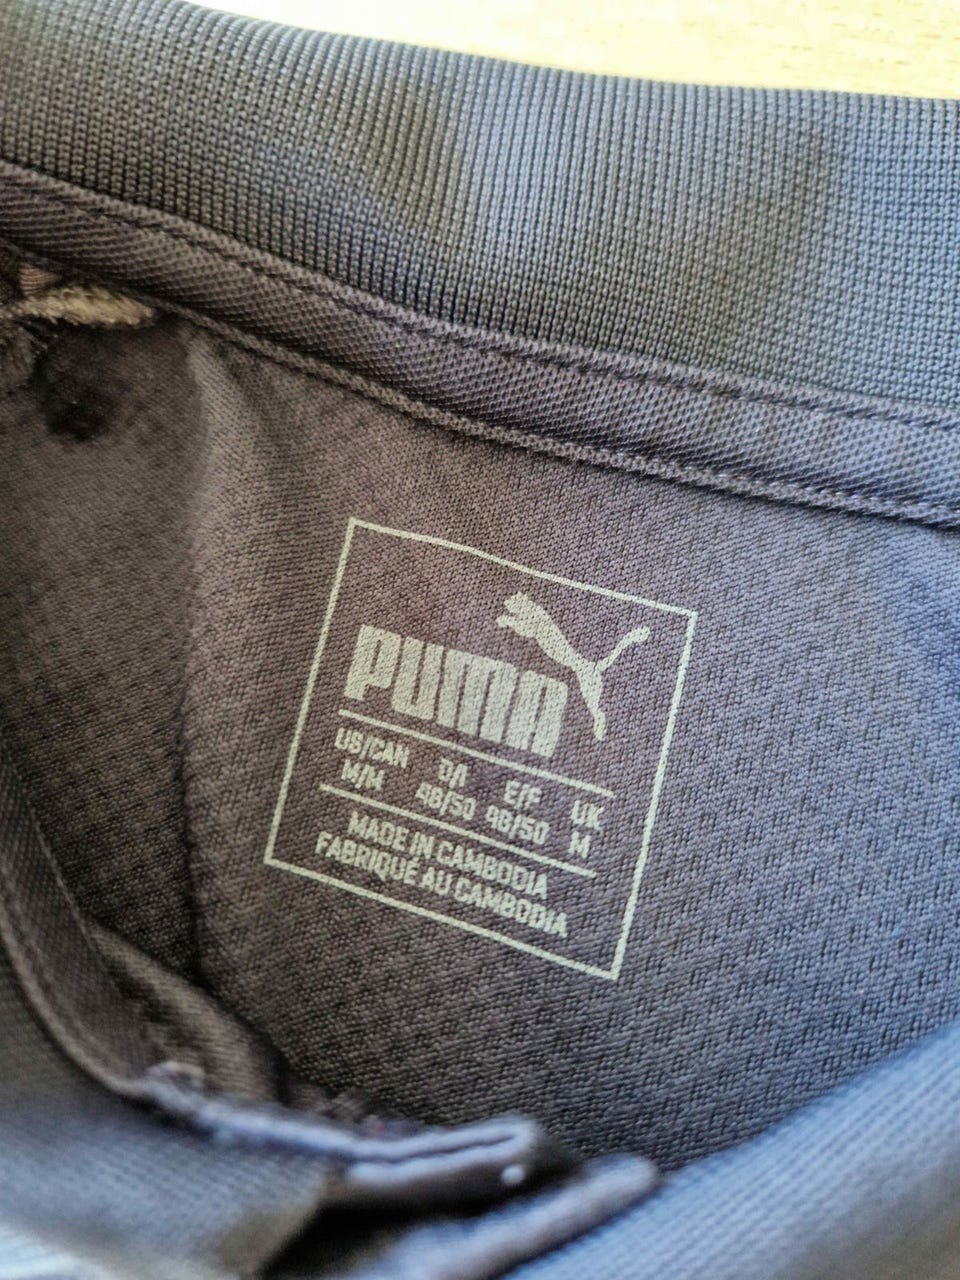 PUMA
US/CAN D/I E/F UK
M/M 48/50 48/50 M
MADE IN CAMBODIA
FABRIQUÉ AU CAMBODIA